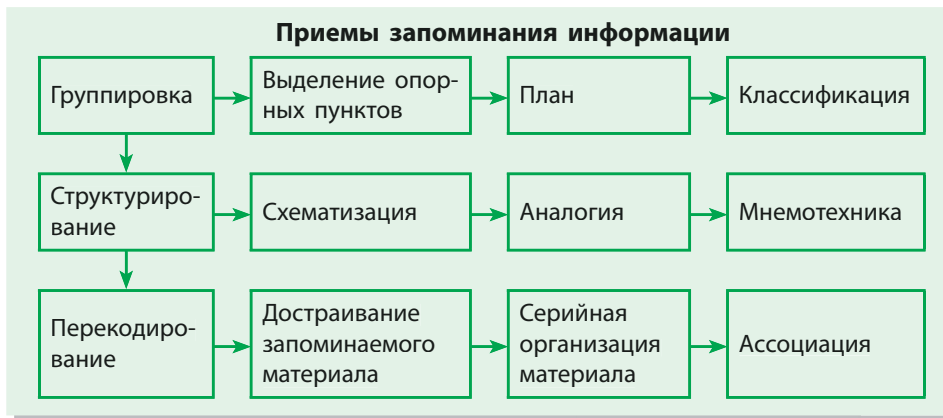 Приемы запоминания информации
Группировка
Выделение опор-
ных пунктов
План
Классификация
Структуриро-
вание
Схематизация
Аналогия
Мнемотехника
Перекодиро-
вание
Достраивание
запоминаемого
материала
Серийная
организация
материала
Ассоциация